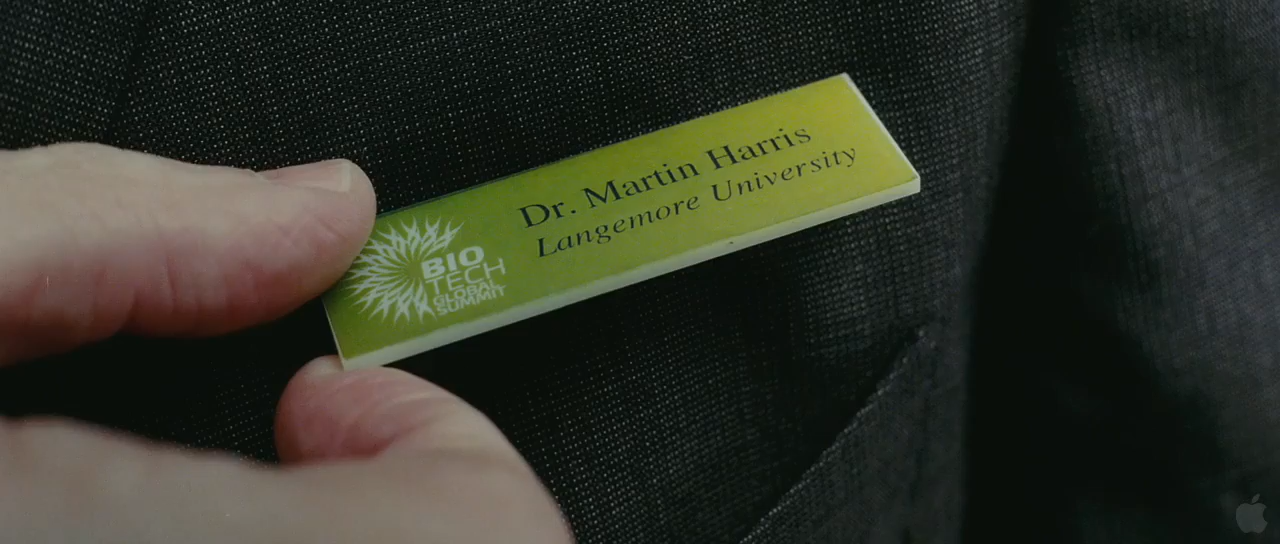 Dr. Martin Harris
Langemore University
BIO
TECH
GLOBAL
SUMMIT